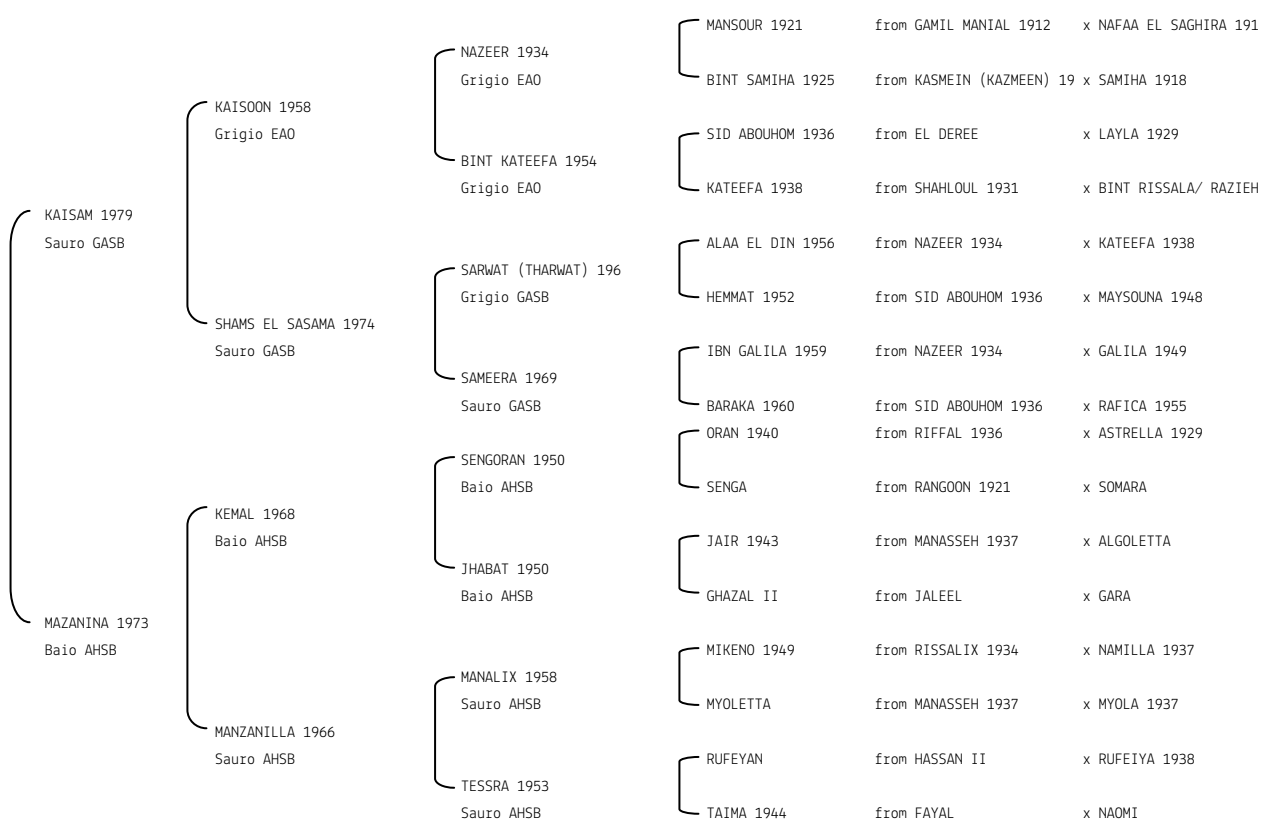 MANSOUR 1921 from GAMIL MANIAL 1912 x NAFAA EL SAGHIRA 191
NAZEER 1934
Grigio EAO BINT SAMIHA 1925 from KASMEIN (KAZMEEN) 19 x SAMIHA 1918
KAISOON 1958
Grigio EAO SID ABOUHOM 1936 from EL DEREE x LAYLA 1929
BINT KATEEFA 1954
Grigio EAO KATEEFA 1938 from SHAHLOUL 1931 x BINT RISSALA/ RAZIEH
KAISAM 1979
Sauro GASB ALAA EL DIN 1956 from NAZEER 1934 x KATEEFA 1938
SARWAT (THARWAT) 196
Grigio GASB HEMMAT 1952 from SID ABOUHOM 1936 x MAYSOUNA 1948
SHAMS EL SASAMA 1974
Sauro GASB IBN GALILA 1959 from NAZEER 1934 x GALILA 1949
SAMEERA 1969
Sauro GASB BARAKA 1960 from SID ABOUHOM 1936 x RAFICA 1955
ORAN 1940 from RIFFAL 1936 x ASTRELLA 1929
SENGORAN 1950
Baio AHSB SENGA from RANGOON 1921 x SOMARA
KEMAL 1968
Baio AHSB JAIR 1943 from MANASSEH 1937 x ALGOLETTA
JHABAT 1950
Baio AHSB GHAZAL II from JALEEL x GARA
MAZANINA 1973
Baio AHSB MIKENO 1949 from RISSALIX 1934 x NAMILLA 1937
MANALIX 1958
Sauro AHSB MYOLETTA from MANASSEH 1937 x MYOLA 1937
MANZANILLA 1966
Sauro AHSB RUFEYAN from HASSAN II x RUFEIYA 1938
TESSRA 1953
Sauro AHSB TAIMA 1944 from FAYAL x NAOMI